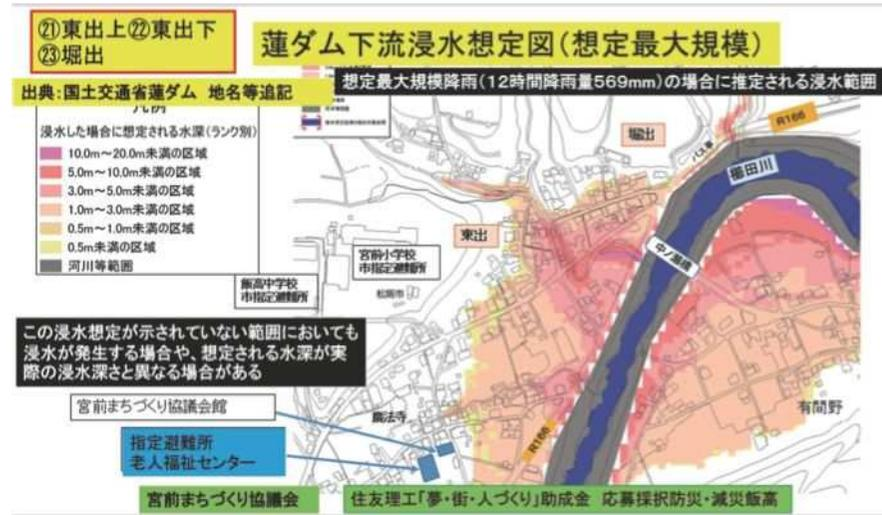 ㉑東出上㉒東出下
㉓堀出
蓮ダム下流浸水想定図(想定最大規模)
想定最大規模降雨(12時間降雨量569mm)の場合に推定される浸水範囲
出典:国土交通省蓮ダム 地名等追記
凡例
浸水した場合に想定される水深(ランク別)
10.0m～20.0m未満の区域
5.0m～10.0m未満の区域
3.0m～5.0m未満の区域
1.0m～3.0m未満の区域
0.5m～1.0m未満の区域
0.5m未満の区域
河川等範囲
堀出
バス車
R166
櫛田川
東出
宮前小学校
市指定避難所
中ノ瀬橋
飯高中学校
市指定避難所
松阪市
この浸水想定が示されていない範囲においても
浸水が発生する場合や、想定される水深が実
際の浸水深さと異なる場合がある
宮前まちづくり協議会館
有間野
指定避難所
老人福祉センター
R166
宮前まちづくり協議会
住友理工「夢・街・人づくり」助成金 応募採択防災・減災飯高